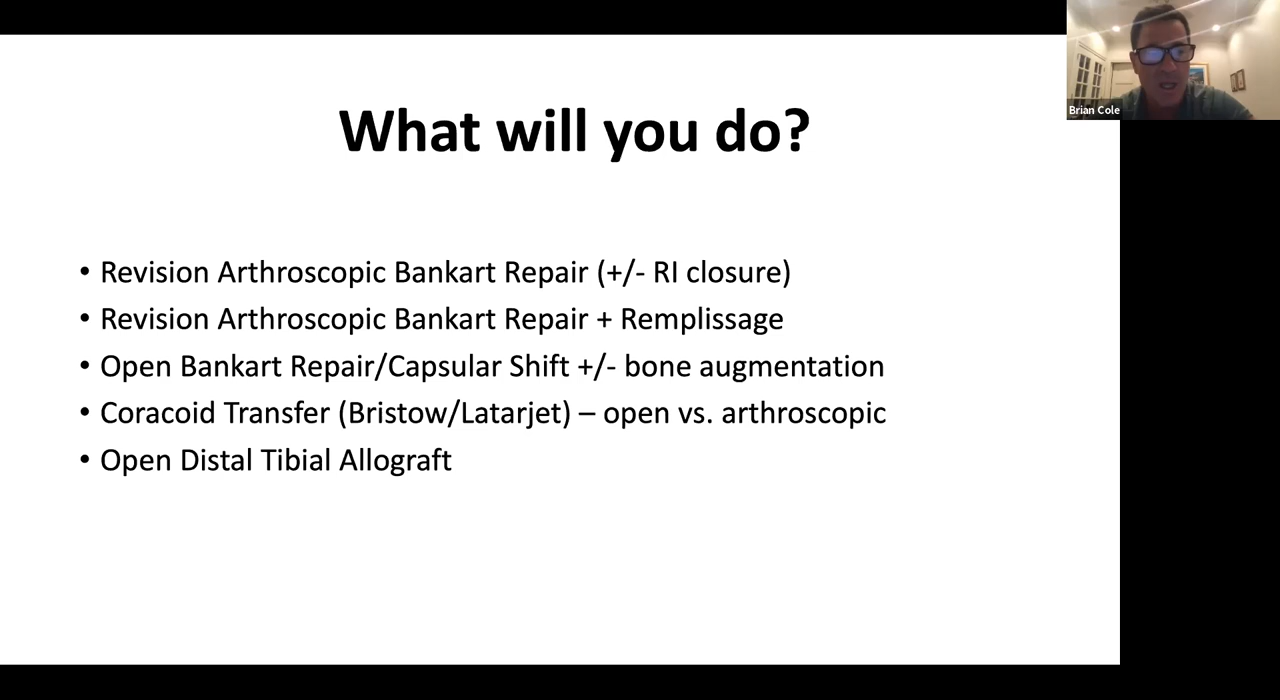 Brian Cole
What will you do?
• Revision Arthroscopic Bankart Repair (+/- RI closure)
• Revision Arthroscopic Bankart Repair + Remplissage
• Open Bankart Repair/Capsular Shift +/- bone augmentation
• Coracoid Transfer (Bristow/Latarjet) – open vs. arthroscopic
• Open Distal Tibial Allograft